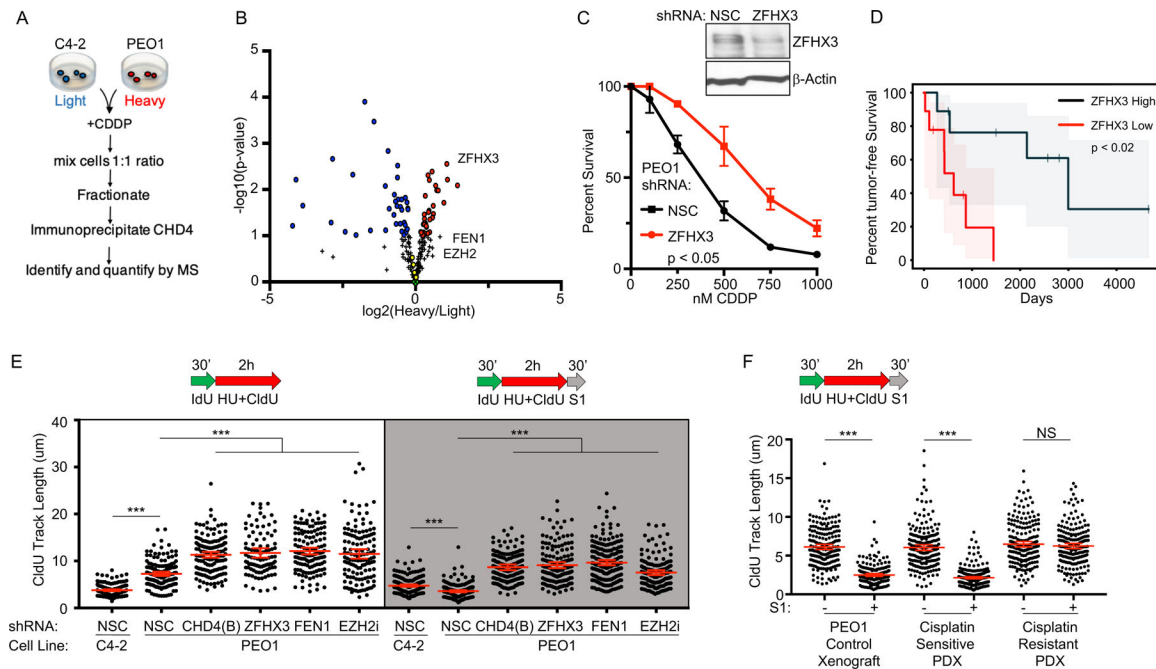 A
C4-2
PEO1
Light
Heavy
+CDDP
mix cells 1:1 ratio
Fractionate
Immunoprecipitate CHD4
Identify and quantify by MS
B
-log10(p-value)
5
4
3
2
1
0
ZFHX3
FEN1
EZH2
-5
0
5
log2(Heavy/Light)
C
shRNA: NSC ZFHX3
ZFHX3
β-Actin
Percent Survival
100
50
0
PEO1
shRNA:
NSC
ZFHX3
p < 0.05
0 250 500 750 1000
nM CDDP
D
Percent tumor-free Survival
100
80
60
40
20
0
ZFHX3 High
ZFHX3 Low
p < 0.02
0 1000 2000 3000 4000
Days
E
30' 2h
IdU HU+CldU
30' 2h 30'
IdU HU+CldU S1
CldU Track Length (um)
40
30
20
10
0
*** *** *** ***
shRNA: NSC NSC CHD4(B) ZFHX3 FEN1 EZH2i NSC NSC CHD4(B) ZFHX3 FEN1 EZH2i
Cell Line: C4-2 PEO1 C4-2 PEO1
F
30' 2h 30'
IdU HU+CldU S1
CldU Track Length (um)
20
15
10
5
0
*** *** NS
S1: - + - + - +
PEO1 Control Xenograft
Cisplatin Sensitive PDX
Cisplatin Resistant PDX